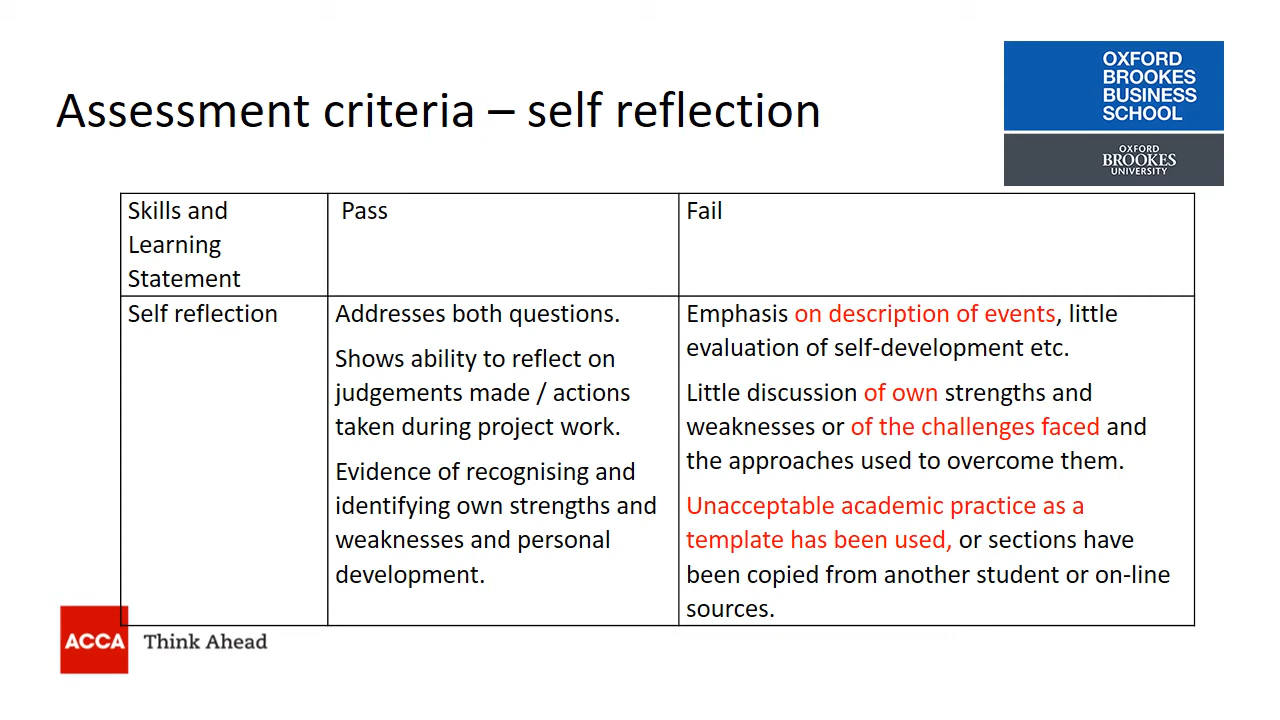 OXFORD
BROOKES
BUSINESS
SCHOOL
OXFORD
BROOKES
UNIVERSITY
Assessment criteria – self reflection
Skills and
Learning
Statement
Pass
Fail
Self reflection
Addresses both questions.
Shows ability to reflect on
judgements made / actions
taken during project work.
Evidence of recognising and
identifying own strengths and
weaknesses and personal
development.
Emphasis on description of events, little
evaluation of self-development etc.
Little discussion of own strengths and
weaknesses or of the challenges faced and
the approaches used to overcome them.
Unacceptable academic practice as a
template has been used, or sections have
been copied from another student or on-line
sources.
ACCA
Think Ahead